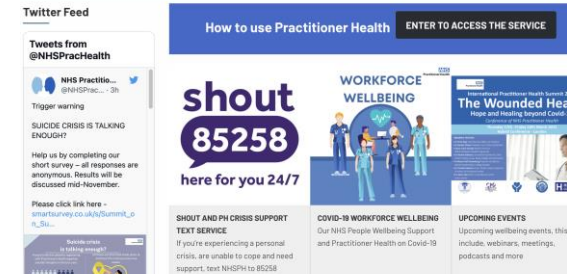 Twitter Feed
Tweets from
@NHSPracHealth
NHS Practitio...
@NHSPrac... · 3h
Trigger warning
SUICIDE CRISIS IS TALKING
ENOUGH?
Help us by completing our
short survey – all responses are
anonymous. Results will be
discussed mid-November.
Please click link here -
smartsurvey.co.uk/s/Summit_o
n_Su...
Suicide crisis
is talking enough?
How to use Practitioner Health
ENTER TO ACCESS THE SERVICE
shout
85258
here for you 24/7
SHOUT AND PH CRISIS SUPPORT
TEXT SERVICE
If you're experiencing a personal
crisis, are unable to cope and need
support, text NHSPH to 85258
NHS
WORKFORCE
WELLBEING
COVID-19 WORKFORCE WELLBEING
Our NHS People Wellbeing Support
and Practitioner Health on Covid-19
International Practitioner Health Summit 2
The Wounded Hea
Hope and Healing beyond Covid-
UPCOMING EVENTS
Upcoming wellbeing events, this
include, webinars, meetings,
podcasts and more